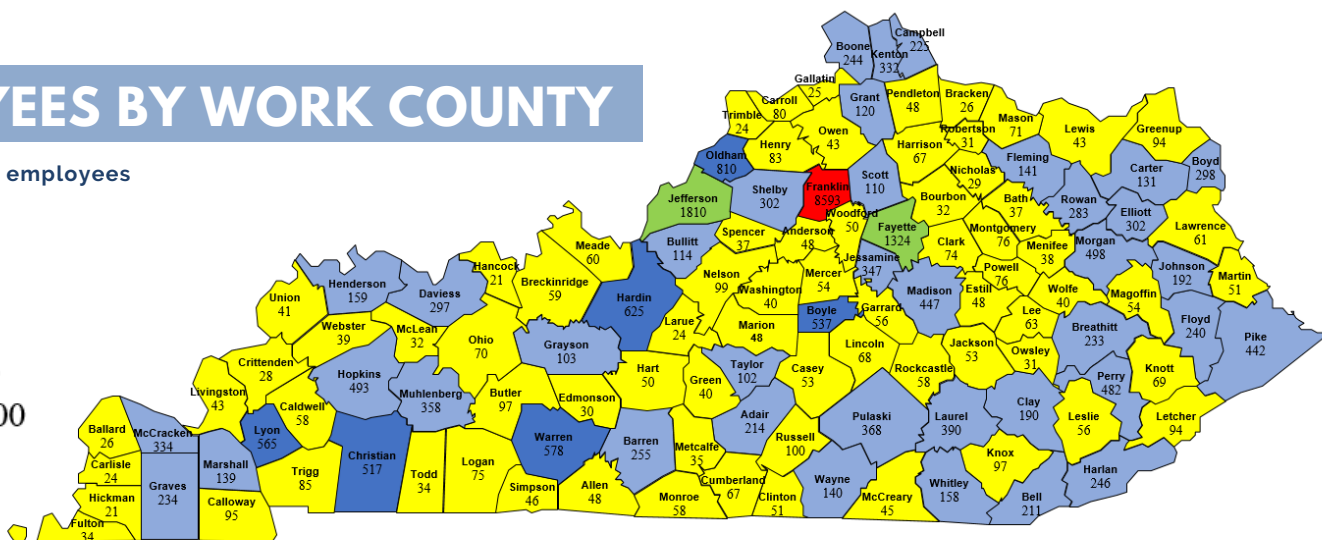 YEES BY WORK COUNTY
employees
00
Campbell
225
Boone
244
Kenton
332
Gallatin
25
Carroll
80
Trimble
24
Grant
120
Pendleton
48
Bracken
26
Mason
71
Lewis
43
Greenup
94
Robertson
31
Owen
43
Henry
83
Harrison
67
Oldham
810
Fleming
141
Carter
131
Boyd
298
Nicholas
29
Scott
110
Shelby
302
Franklin
8593
Jefferson
1810
Bourbon
32
Bath
37
Rowan
283
Elliott
302
Woodford
50
Fayette
1324
Lawrence
61
Spencer
37
Anderson
48
Montgomery
76
Clark
74
Menifee
38
Morgan
498
Bullitt
114
Meade
60
Jessamine
347
Hancock
21
Breckinridge
59
Nelson
99
Mercer
54
Powell
76
Johnson
192
Martin
51
Washington
40
Madison
447
Estill
48
Wolfe
40
Magoffin
54
Henderson
159
Daviess
297
Union
41
Hardin
625
Boyle
537
Garrard
56
Lee
63
Floyd
240
Webster
39
McLean
32
Larue
24
Marion
48
Breathitt
233
Pike
442
Ohio
70
Grayson
103
Lincoln
68
Jackson
53
Owsley
31
Crittenden
28
Hopkins
493
Hart
50
Taylor
102
Casey
53
Rockcastle
58
Knott
69
Perry
482
Green
40
Livingston
43
Muhlenberg
358
Butler
97
Edmonson
30
Caldwell
58
Clay
190
Adair
214
Pulaski
368
Laurel
390
Leslie
56
Letcher
94
Ballard
26
McCracken
334
Lyon
565
Warren
578
Barren
255
Metcalfe
35
Russell
100
Knox
97
Carlisle
24
Marshall
139
Christian
517
Logan
75
Trigg
85
Todd
34
Harlan
246
Graves
234
Simpson
46
Allen
48
Cumberland
67
Wayne
140
Whitley
158
Hickman
21
Calloway
95
Monroe
58
Clinton
51
McCreary
45
Bell
211
Fulton
34